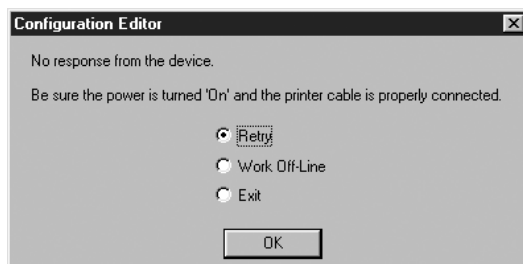 Configuration Editor
No response from the device.
Be sure the power is turned 'On' and the printer cable is properly connected.
Retry
Work Off-Line
Exit
OK